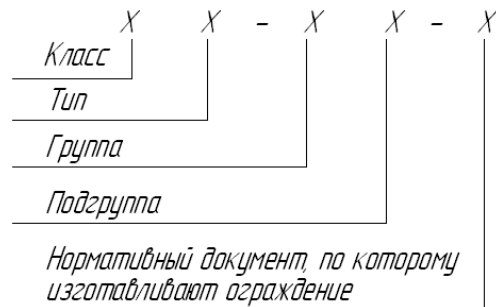 X X - X X - X
Класс
Тип
Группа
Подгруппа
Нормативный документ, по которому
изготавливают ограждение